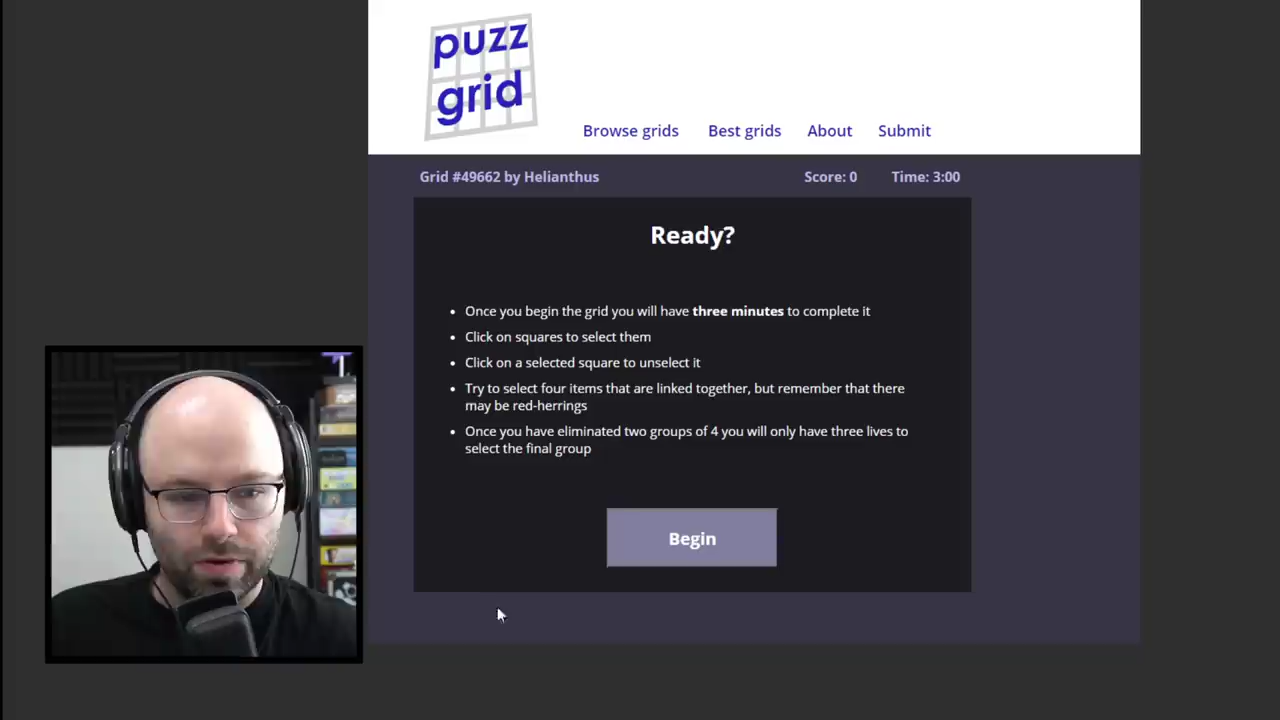 puzz
grid
Browse grids Best grids About Submit
Grid #49662 by Helianthus Score: 0 Time: 3:00
Ready?
• Once you begin the grid you will have three minutes to complete it
• Click on squares to select them
• Click on a selected square to unselect it
• Try to select four items that are linked together, but remember that there
may be red-herrings
• Once you have eliminated two groups of 4 you will only have three lives to
select the final group
Begin